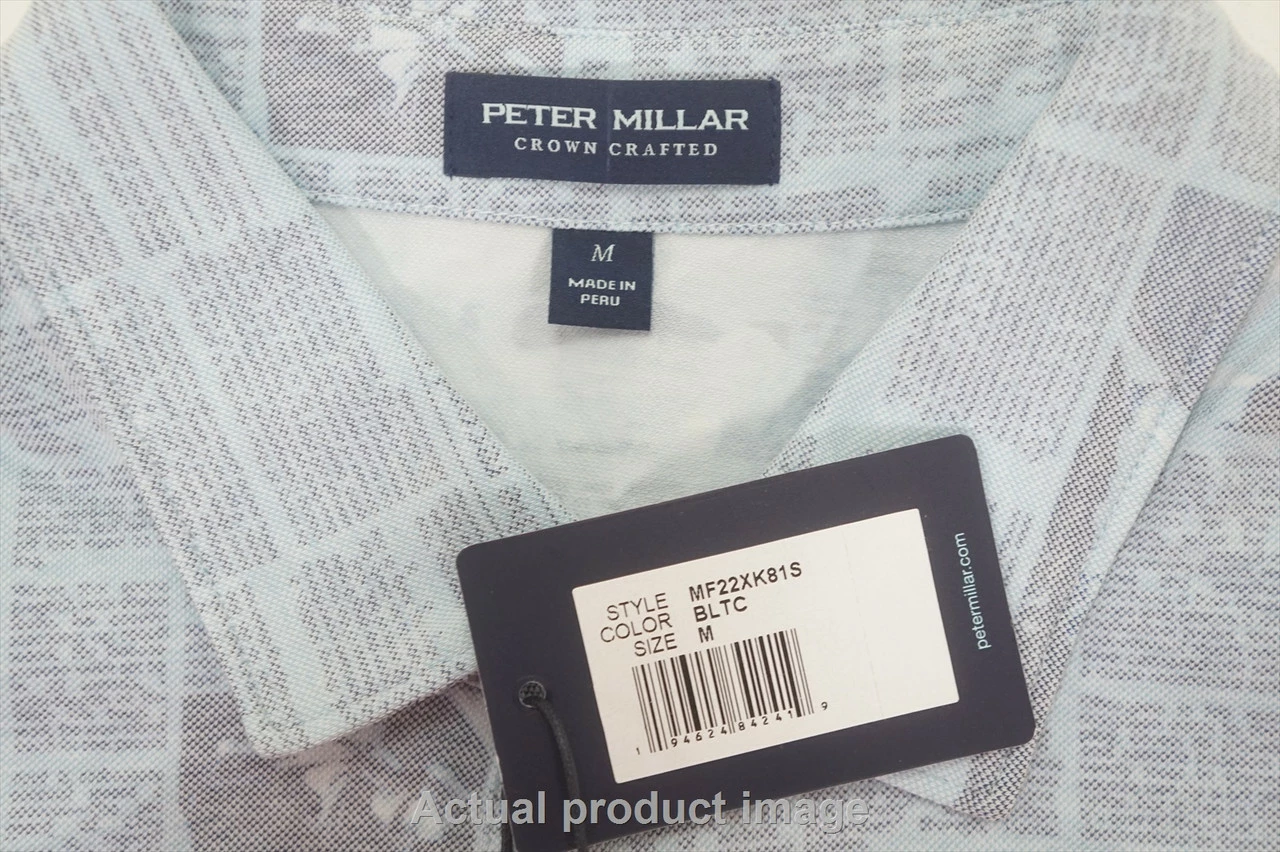 PETER MILLAR
CROWN CRAFTED
M
MADE IN
PERU
STYLE MF22XK81S
COLOR BLTC
SIZE M
1 94624 84241 9
petermillar.com
Actual product image